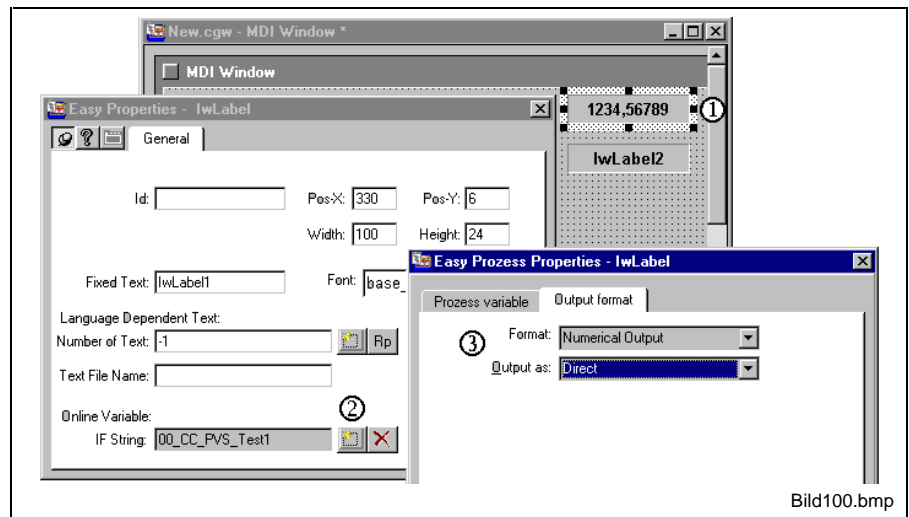 New.cgw - MDI Window *
MDI Window
Easy Properties - IwLabel
1234,56789
①
General
IwLabel2
Id:
Pos-X: 330
Pos-Y: 6
Width: 100
Height: 24
Easy Prozess Properties - IwLabel
Fixed Text: IwLabel1
Font: base_
Prozess variable
Output format
Language Dependent Text:
③
Format: Numerical Output
Number of Text: -1
Rp
Output as: Direct
Text File Name:
Online Variable:
②
IF String: 00_CC_PVS_Test1
Bild100.bmp